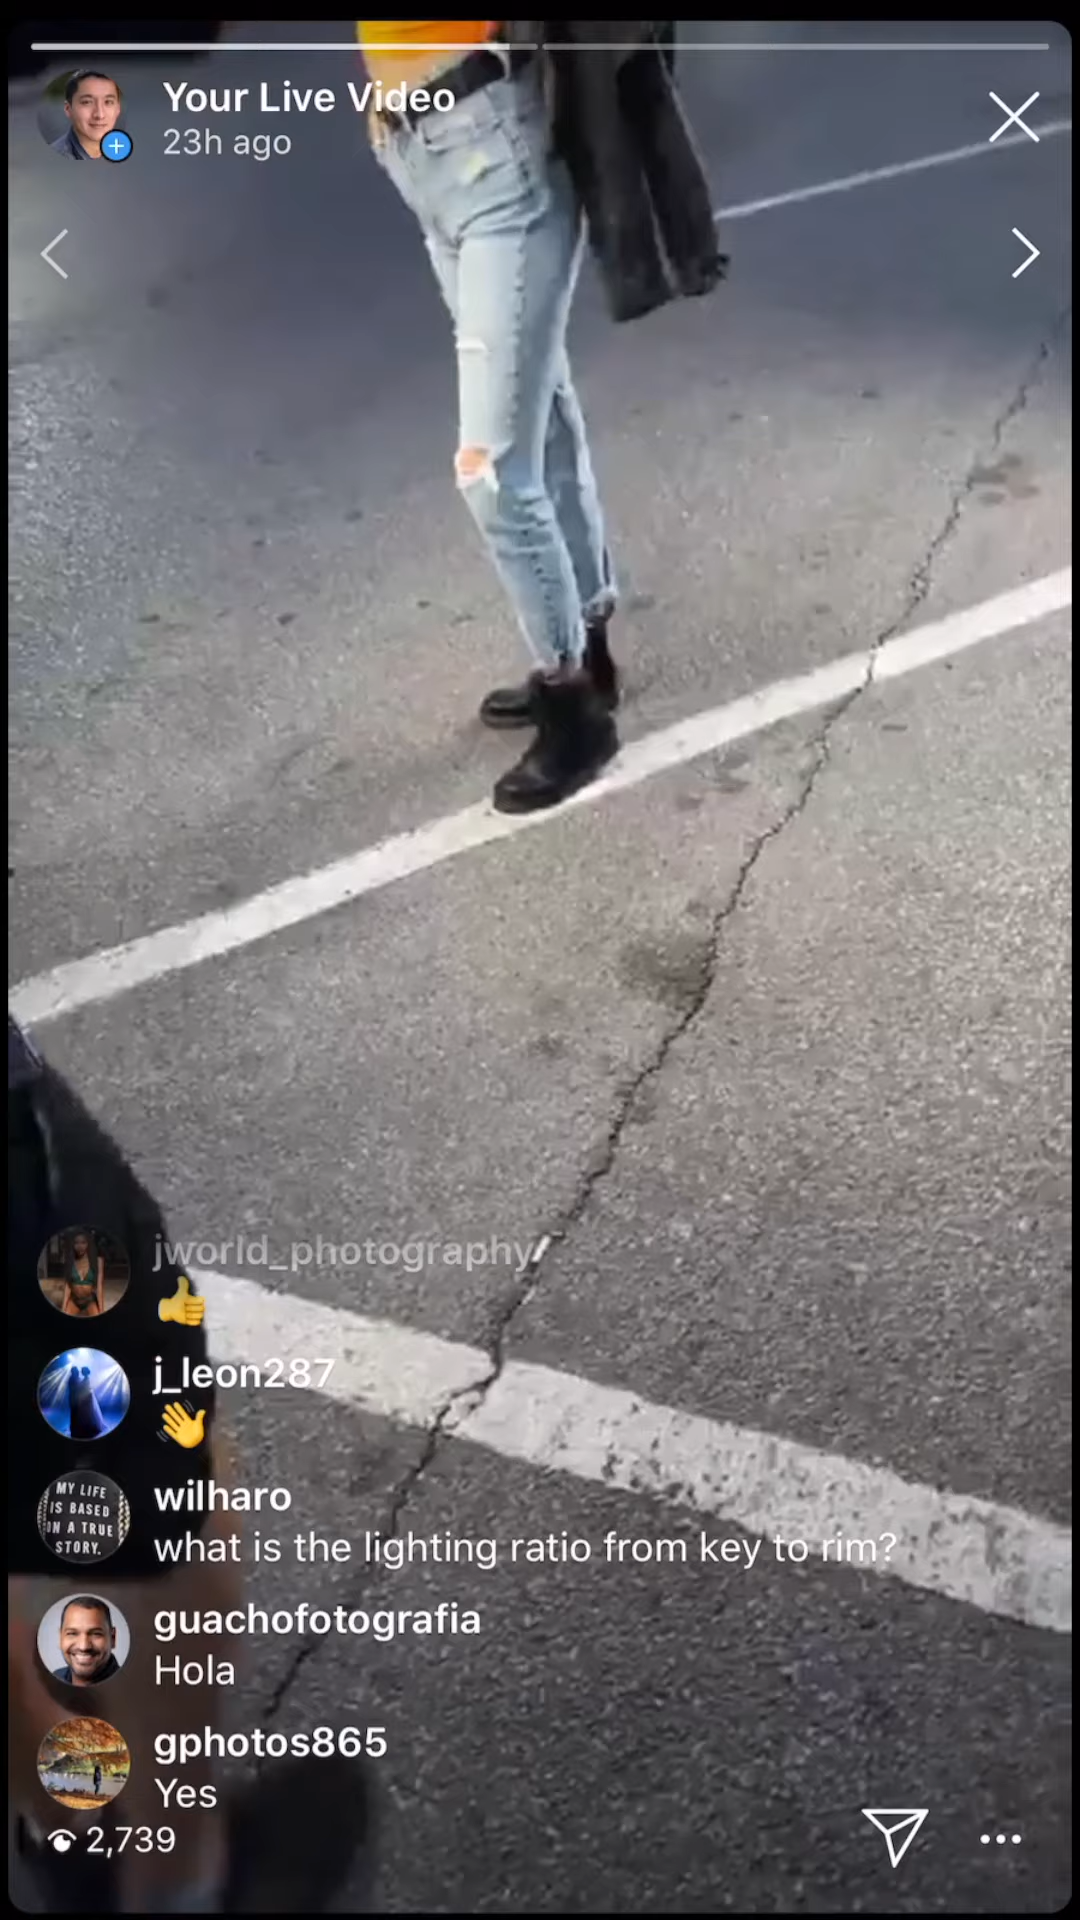 Your Live Video
23h ago
jworld_photography
👍
j_leon287
👋
MY LIFE
IS BASED
ON A TRUE
STORY.
wilharo
what is the lighting ratio from key to rim?
guachofotografia
Hola
gphotos865
Yes
2,739